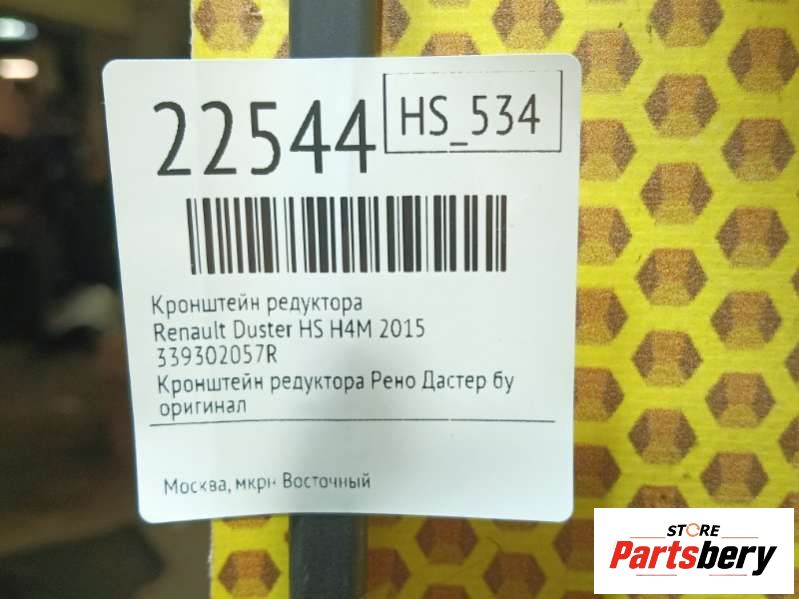 22544
HS_534
Кронштейн редуктора
Renault Duster HS H4M 2015
339302057R
Кронштейн редуктора Рено Дастер бу
оригинал
Москва, мкрн Восточный
STORE
Partsbery